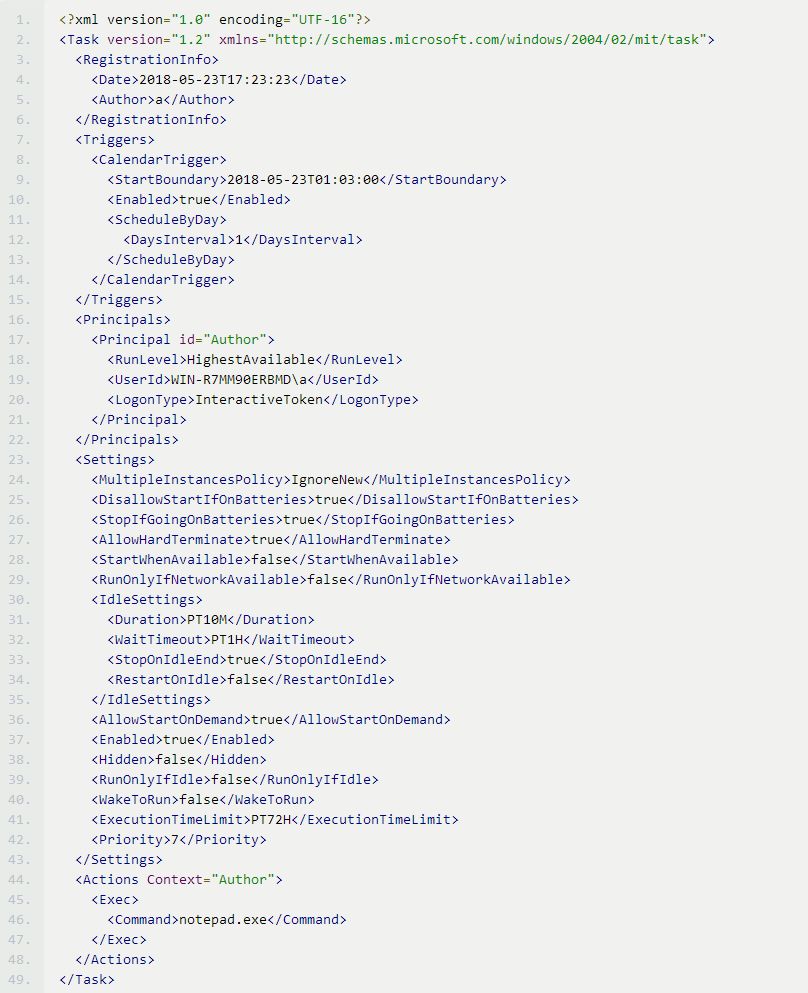 1. <?xml version="1.0" encoding="UTF-16"?>
2. <Task version="1.2" xmlns="http://schemas.microsoft.com/windows/2004/02/mit/task">
3.   <RegistrationInfo>
4.     <Date>2018-05-23T17:23:23</Date>
5.     <Author>a</Author>
6.   </RegistrationInfo>
7.   <Triggers>
8.     <CalendarTrigger>
9.       <StartBoundary>2018-05-23T01:03:00</StartBoundary>
10.       <Enabled>true</Enabled>
11.       <ScheduleByDay>
12.         <DaysInterval>1</DaysInterval>
13.       </ScheduleByDay>
14.     </CalendarTrigger>
15.   </Triggers>
16.   <Principals>
17.     <Principal id="Author">
18.       <RunLevel>HighestAvailable</RunLevel>
19.       <UserId>WIN-R7MM90ERBMD\a</UserId>
20.       <LogonType>InteractiveToken</LogonType>
21.     </Principal>
22.   </Principals>
23.   <Settings>
24.     <MultipleInstancesPolicy>IgnoreNew</MultipleInstancesPolicy>
25.     <DisallowStartIfOnBatteries>true</DisallowStartIfOnBatteries>
26.     <StopIfGoingOnBatteries>true</StopIfGoingOnBatteries>
27.     <AllowHardTerminate>true</AllowHardTerminate>
28.     <StartWhenAvailable>false</StartWhenAvailable>
29.     <RunOnlyIfNetworkAvailable>false</RunOnlyIfNetworkAvailable>
30.     <IdleSettings>
31.       <Duration>PT10M</Duration>
32.       <WaitTimeout>PT1H</WaitTimeout>
33.       <StopOnIdleEnd>true</StopOnIdleEnd>
34.       <RestartOnIdle>false</RestartOnIdle>
35.     </IdleSettings>
36.     <AllowStartOnDemand>true</AllowStartOnDemand>
37.     <Enabled>true</Enabled>
38.     <Hidden>false</Hidden>
39.     <RunOnlyIfIdle>false</RunOnlyIfIdle>
40.     <WakeToRun>false</WakeToRun>
41.     <ExecutionTimeLimit>PT72H</ExecutionTimeLimit>
42.     <Priority>7</Priority>
43.   </Settings>
44.   <Actions Context="Author">
45.     <Exec>
46.       <Command>notepad.exe</Command>
47.     </Exec>
48.   </Actions>
49. </Task>